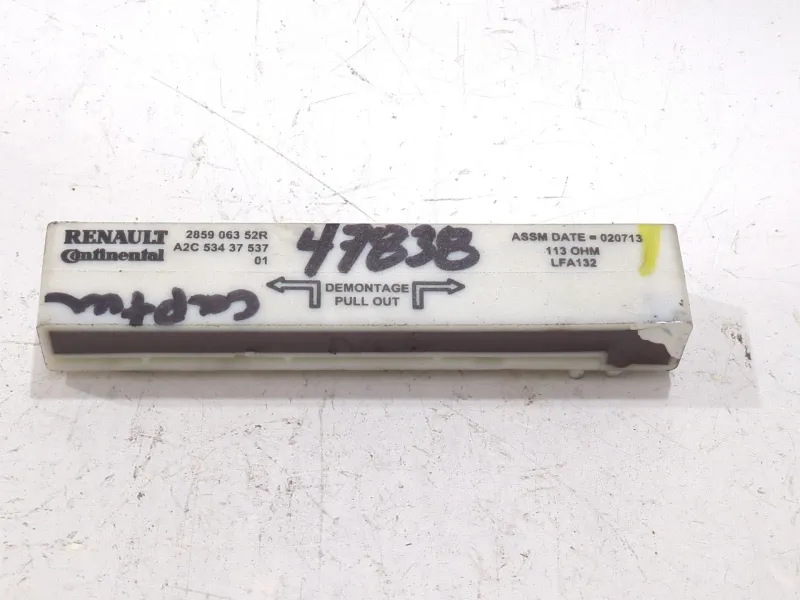 RENAULT
Continental
2859 063 52R
A2C 534 37 537
01
47838
ASSM DATE = 020713
113 OHM
LFA132
DEMONTAGE
PULL OUT
Captur